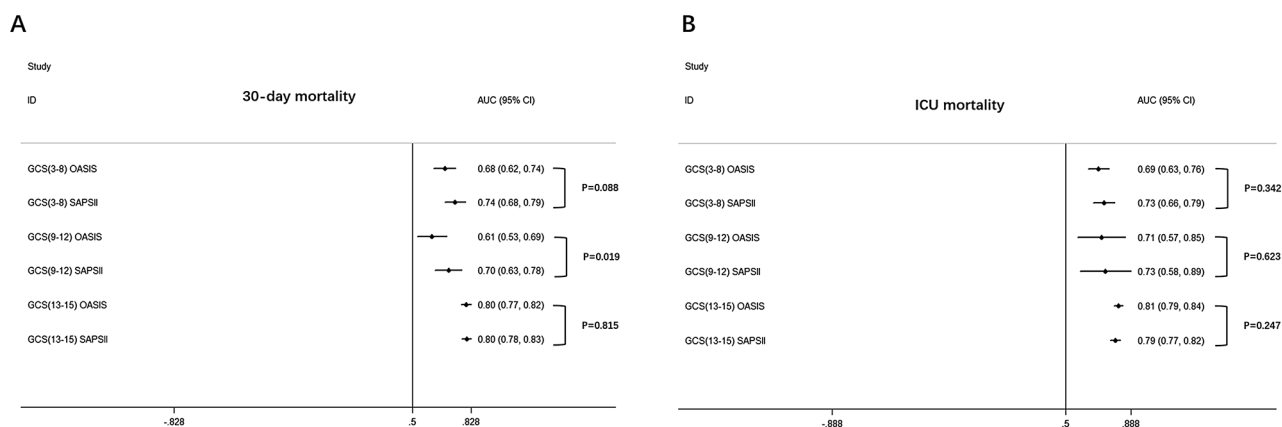 A
Study
30-day mortality
ID
AUC (95% CI)
GCS(3-8) OASIS
0.68 (0.62, 0.74)
P=0.088
GCS(3-8) SAPSII
0.74 (0.68, 0.79)
GCS(9-12) OASIS
0.61 (0.53, 0.69)
P=0.019
GCS(9-12) SAPSII
0.70 (0.63, 0.78)
GCS(13-15) OASIS
0.80 (0.77, 0.82)
P=0.815
GCS(13-15) SAPSII
0.80 (0.78, 0.83)
-.828
.5
.828
B
Study
ID
ICU mortality
AUC (95% CI)
GCS(3-8) OASIS
0.69 (0.63, 0.76)
P=0.342
GCS(3-8) SAPSII
0.73 (0.66, 0.79)
GCS(9-12) OASIS
0.71 (0.57, 0.85)
P=0.623
GCS(9-12) SAPSII
0.73 (0.58, 0.89)
GCS(13-15) OASIS
0.81 (0.79, 0.84)
P=0.247
GCS(13-15) SAPSII
0.79 (0.77, 0.82)
-.888
.5
.888